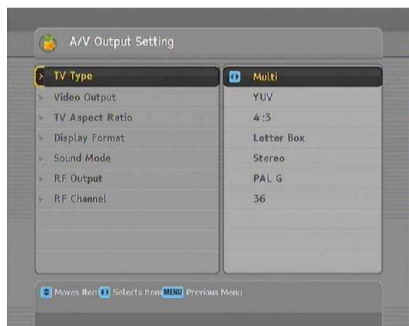 A/V Output Setting
TV Type Multi
Video Output YUV
TV Aspect Ratio 4:3
Display Format Letter Box
Sound Mode Stereo
RF Output PAL G
RF Channel 36
Moves Item Selects Item MENU Previous Menu